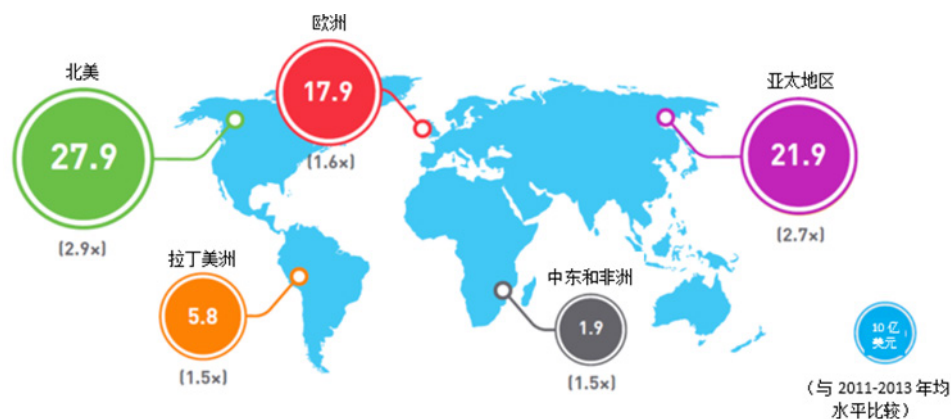 欧洲
17.9
(1.6×)
北美
27.9
(2.9×)
亚太地区
21.9
(2.7×)
拉丁美洲
5.8
(1.5×)
中东和非洲
1.9
(1.5×)
10 亿
美元
（与 2011-2013 年均
水平比较）